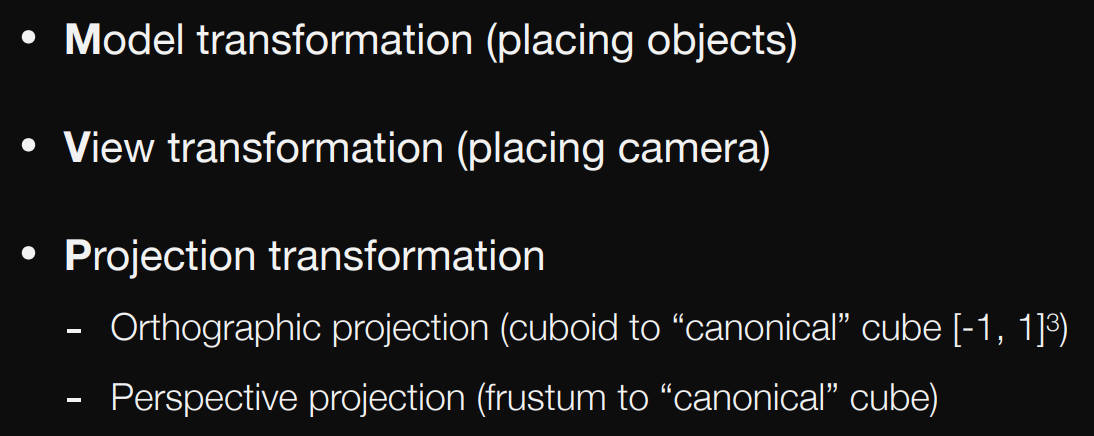 • Model transformation (placing objects)
• View transformation (placing camera)
• Projection transformation
- Orthographic projection (cuboid to “canonical” cube [-1, 1]³)
- Perspective projection (frustum to “canonical” cube)